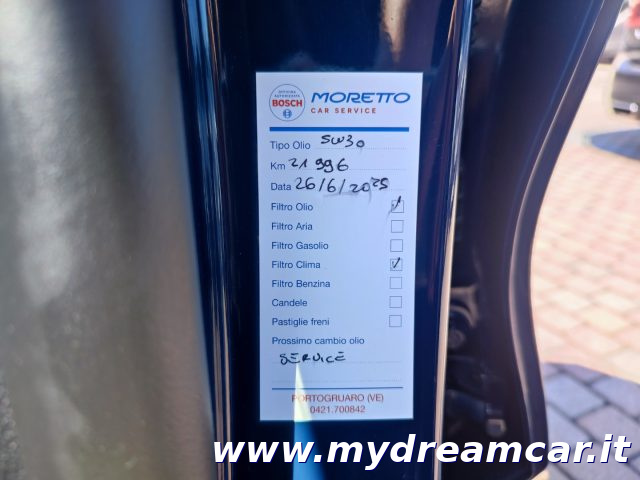 OFFICINA AUTORIZZATA
BOSCH
MORETTO
CAR SERVICE
Tipo Olio 5W30
Km 21 996
Data 26/6/2025
Filtro Olio
Filtro Aria
Filtro Gasolio
Filtro Clima
Filtro Benzina
Candele
Pastiglie freni
Prossimo cambio olio
SERVICE
PORTOGRUARO (VE)
0421.700842
www.mydreamcar.it